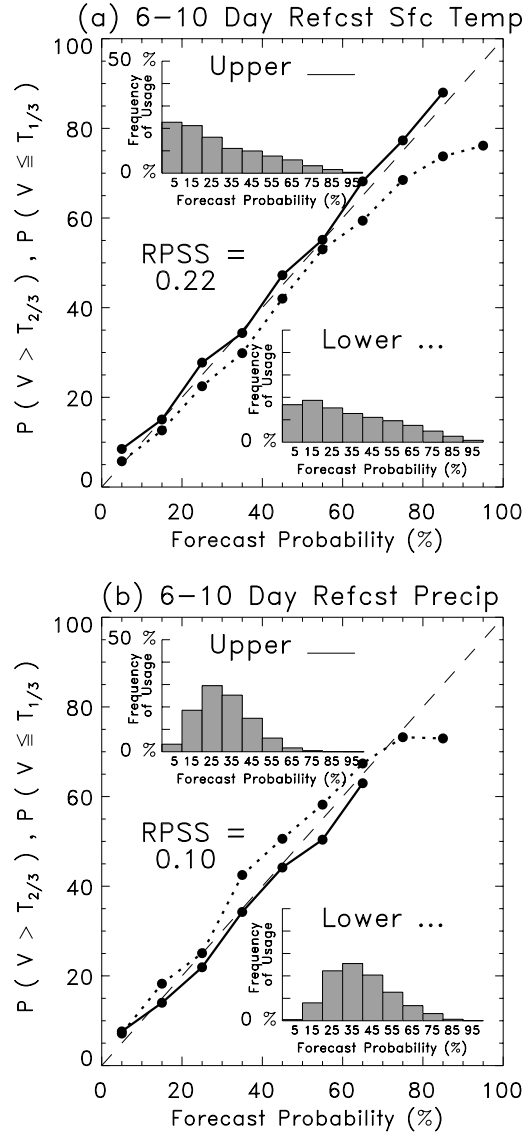 (a) 6-10 Day Refcst Sfc Temp
100
80
60
40
20
0
P ( V > T2/3 ) , P ( V ≦ T1/3 )
50 %
0 %
Frequency
of Usage
Upper ___
5 15 25 35 45 55 65 75 85 95
Forecast Probability (%)
RPSS =
0.22
Lower ...
Frequency
of Usage
0 %
5 15 25 35 45 55 65 75 85 95
Forecast Probability (%)
0 20 40 60 80 100
Forecast Probability (%)
(b) 6-10 Day Refcst Precip
100
80
60
40
20
0
P ( V > T2/3 ) , P ( V ≦ T1/3 )
50 %
0 %
Frequency
of Usage
Upper ___
5 15 25 35 45 55 65 75 85 95
Forecast Probability (%)
RPSS =
0.10
Lower ...
Frequency
of Usage
0 %
5 15 25 35 45 55 65 75 85 95
Forecast Probability (%)
0 20 40 60 80 100
Forecast Probability (%)